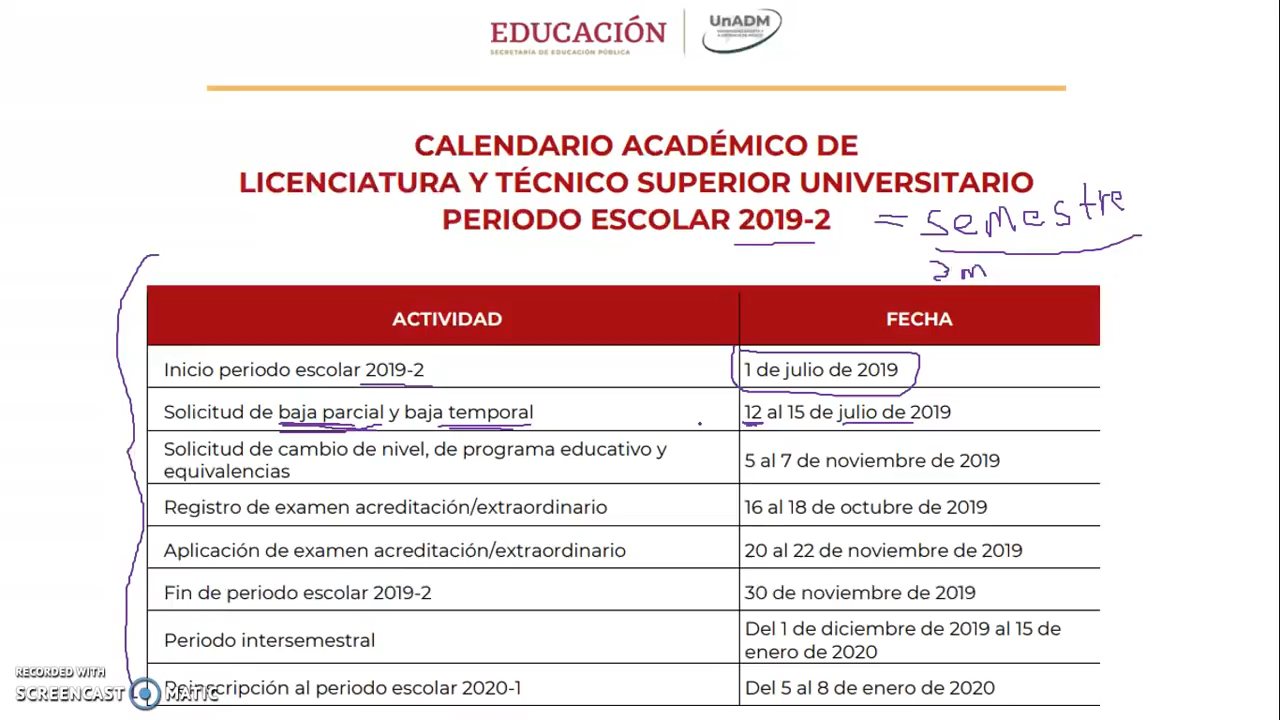 EDUCACIÓN
SECRETARÍA DE EDUCACIÓN PÚBLICA
UnADM
CALENDARIO ACADÉMICO DE
LICENCIATURA Y TÉCNICO SUPERIOR UNIVERSITARIO
PERIODO ESCOLAR 2019-2 = semestre
2 m
ACTIVIDAD FECHA
Inicio periodo escolar 2019-2 1 de julio de 2019
Solicitud de baja parcial y baja temporal 12 al 15 de julio de 2019
Solicitud de cambio de nivel, de programa educativo y
equivalencias 5 al 7 de noviembre de 2019
Registro de examen acreditación/extraordinario 16 al 18 de octubre de 2019
Aplicación de examen acreditación/extraordinario 20 al 22 de noviembre de 2019
Fin de periodo escolar 2019-2 30 de noviembre de 2019
Periodo intersemestral Del 1 de diciembre de 2019 al 15 de
enero de 2020
Reinscripción al periodo escolar 2020-1 Del 5 al 8 de enero de 2020
RECORDED WITH
SCREENCAST MATIC